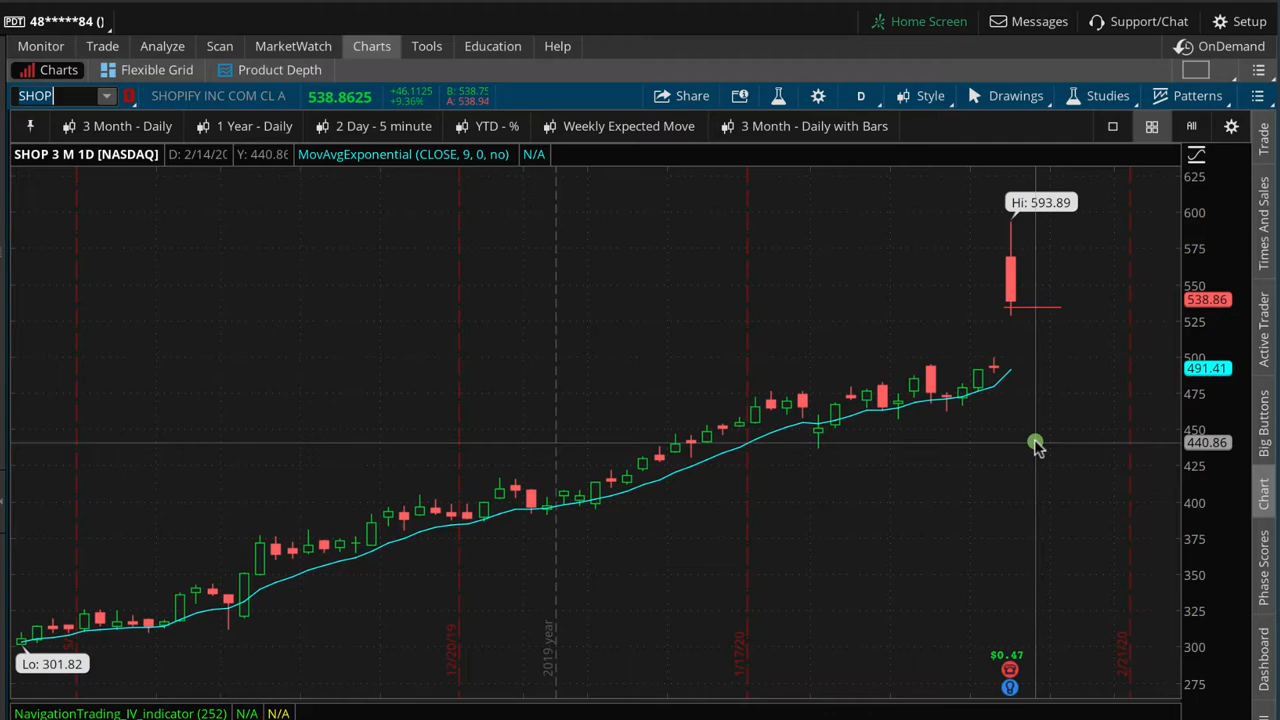 PDT 48*****84 ()
Home Screen
Messages
Support/Chat
Setup
Monitor Trade Analyze Scan MarketWatch Charts Tools Education Help
OnDemand
Charts Flexible Grid Product Depth
SHOP SHOPIFY INC COM CL A 538.8625
+46.1125
+9.36%
B: 538.75
A: 538.94
Share D Style Drawings Studies Patterns
3 Month - Daily 1 Year - Daily 2 Day - 5 minute YTD - % Weekly Expected Move 3 Month - Daily with Bars All
SHOP 3 M 1D [NASDAQ] D: 2/14/20 Y: 440.86 MovAvgExponential (CLOSE, 9, 0, no) N/A
625
Hi: 593.89
600
575
550
538.86
525
500
491.41
475
450
440.86
425
400
375
350
325
300
275
Lo: 301.82
12/20/19
2019 year
1/17/20
2/21/20
$0.47
NavigationTrading_IV_indicator (252) N/A N/A
Trade
Times And Sales
Active Trader
Big Buttons
Chart
Phase Scores
Dashboard